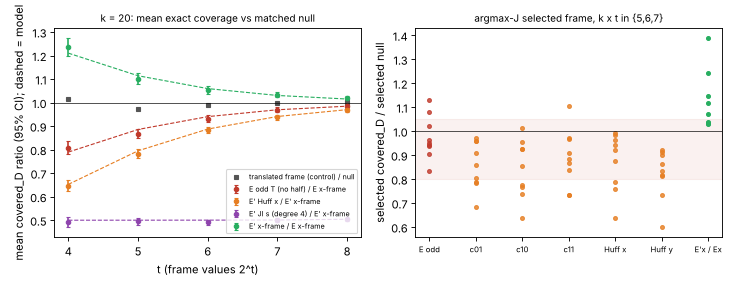 k = 20: mean exact coverage vs matched null
mean covered_D ratio (95% CI); dashed = model
1.3
1.2
1.1
1.0
0.9
0.8
0.7
0.6
0.5
4
5
6
7
8
t (frame values 2^t)
translated frame (control) / null
E odd T (no half) / E x-frame
E' Huff x / E' x-frame
E' JI s (degree 4) / E' x-frame
E' x-frame / E x-frame
argmax-J selected frame, k x t in {5,6,7}
selected covered_D / selected null
1.4
1.3
1.2
1.1
1.0
0.9
0.8
0.7
0.6
E odd
c01
c10
c11
Huff x
Huff y
E'x / Ex